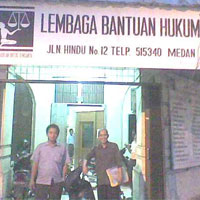 LEMBAGA BANTUAN HUKUM
JLN HINDU No 12 TELP. 515340 MEDAN